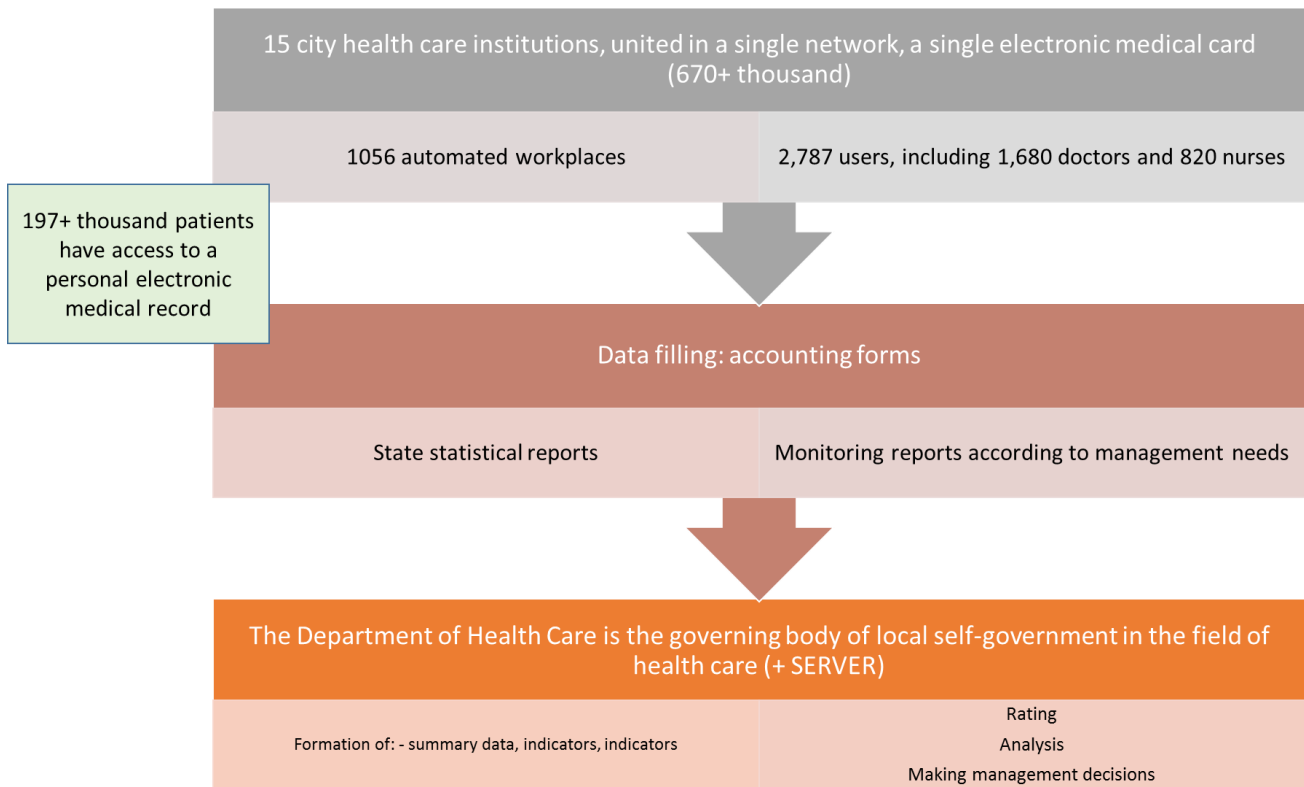 15 city health care institutions, united in a single network, a single electronic medical card
(670+ thousand)
1056 automated workplaces
2,787 users, including 1,680 doctors and 820 nurses
197+ thousand patients
have access to a
personal electronic
medical record
Data filling: accounting forms
State statistical reports
Monitoring reports according to management needs
The Department of Health Care is the governing body of local self-government in the field of
health care (+ SERVER)
Formation of: - summary data, indicators, indicators
Rating
Analysis
Making management decisions